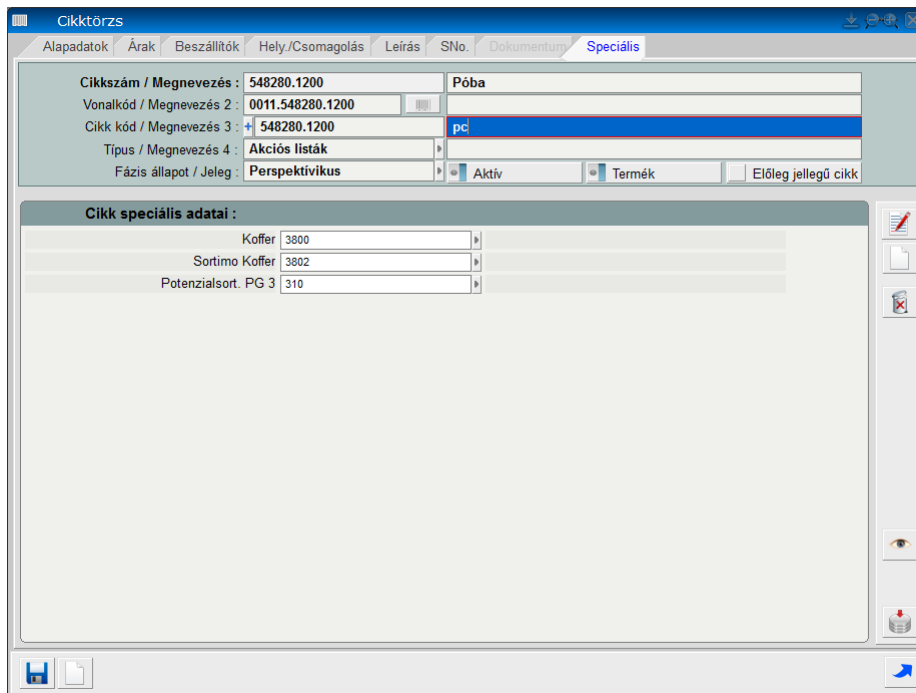 Cikktörzs
Alapadatok Árak Beszállítók Hely./Csomagolás Leírás SNo. Dokumentum Speciális
Cikkszám / Megnevezés : 548280.1200 Póba
Vonalkód / Megnevezés 2 : 0011.548280.1200
Cikk kód / Megnevezés 3 : + 548280.1200 pc
Típus / Megnevezés 4 : Akciós listák
Fázis állapot / Jeleg : Perspektívikus Aktív Termék Előleg jellegű cikk
Cikk speciális adatai :
Koffer 3800
Sortimo Koffer 3802
Potenzialsort. PG 3 310